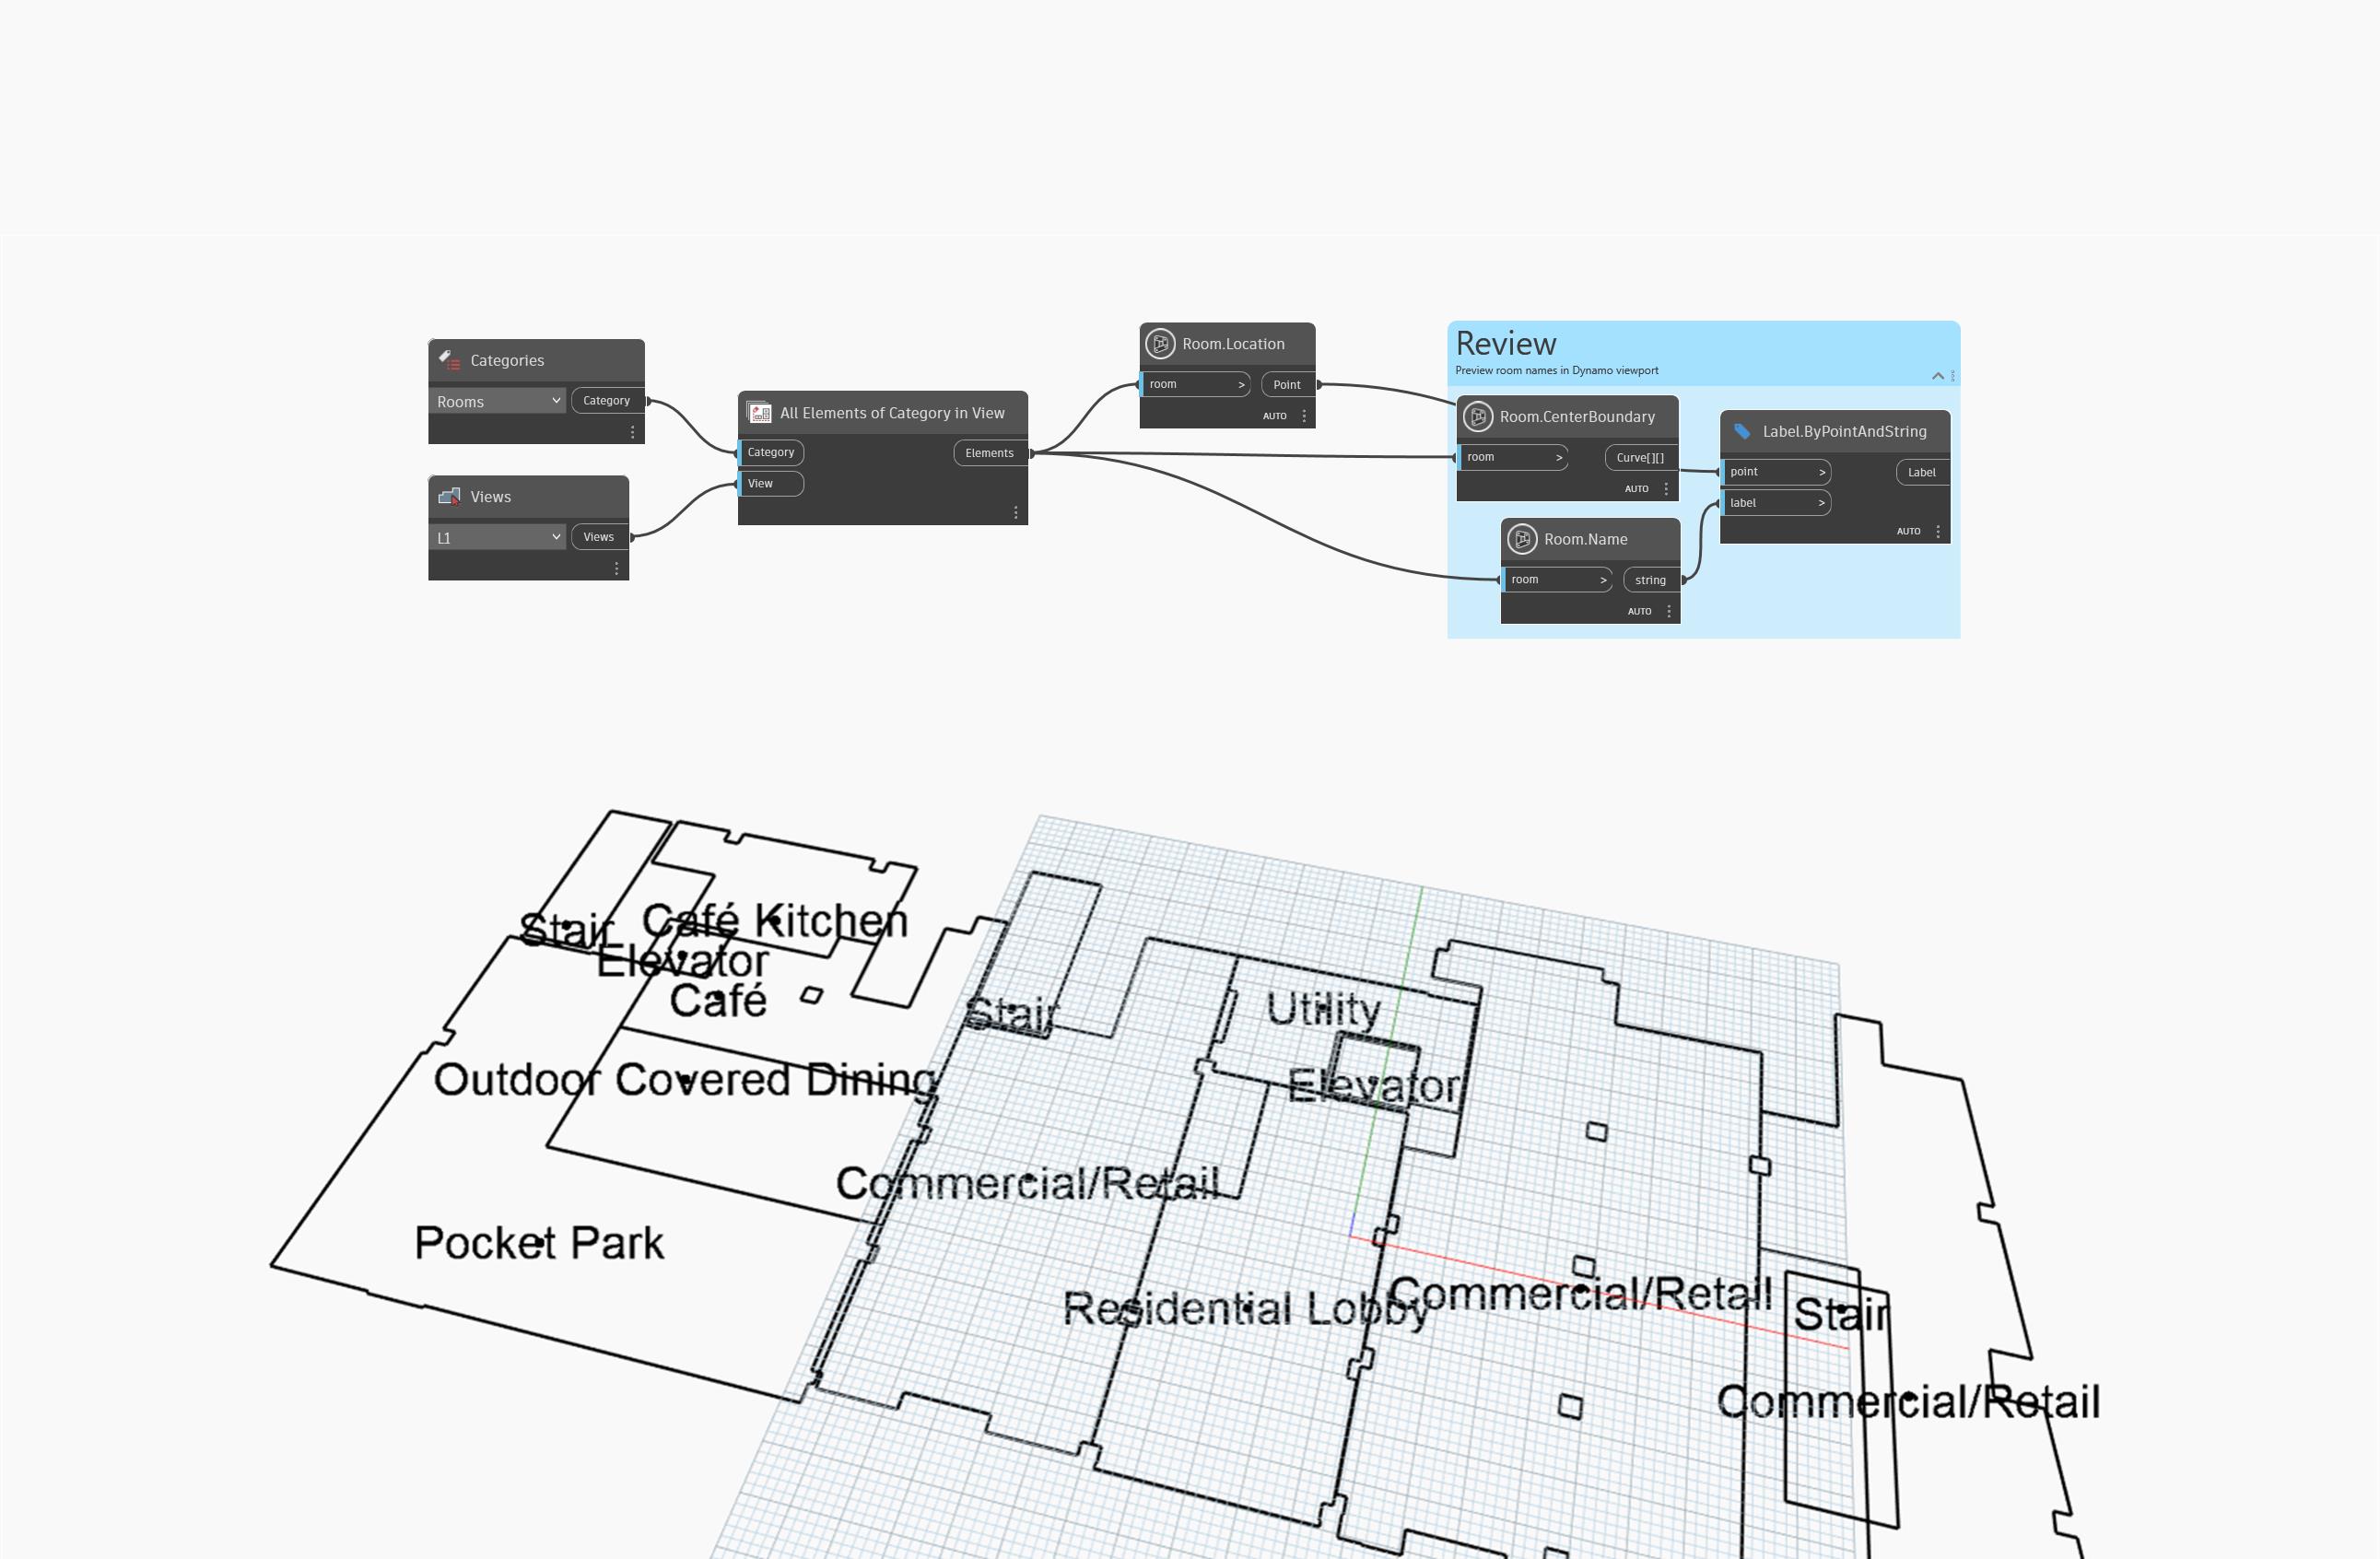 Categories
Rooms
Category
Views
L1
Views
All Elements of Category in View
Category
Elements
View
Room.Location
room >
Point
AUTO
Review
Preview room names in Dynamo viewport
Room.CenterBoundary
room >
Curve[][]
AUTO
Room.Name
room >
string
AUTO
Label.ByPointAndString
point >
Label
label >
AUTO
Stair
Café Kitchen
Elevator
Café
Stair
Utility
Outdoor Covered Dining
Elevator
Commercial/Retail
Pocket Park
Residential Lobby
Commercial/Retail
Stair
Commercial/Retail